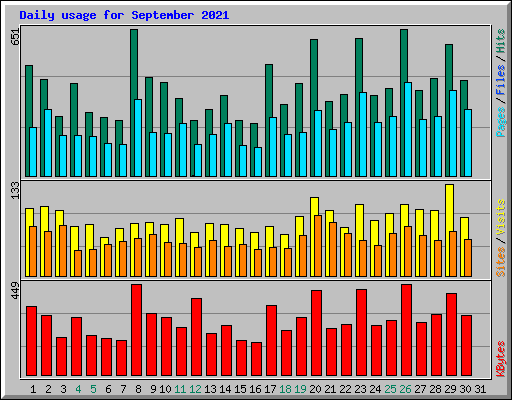 Daily usage for September 2021
651
Pages / Files / Hits
133
Sites / Visits
449
KBytes
1 2 3 4 5 6 7 8 9 10 11 12 13 14 15 16 17 18 19 20 21 22 23 24 25 26 27 28 29 30 31